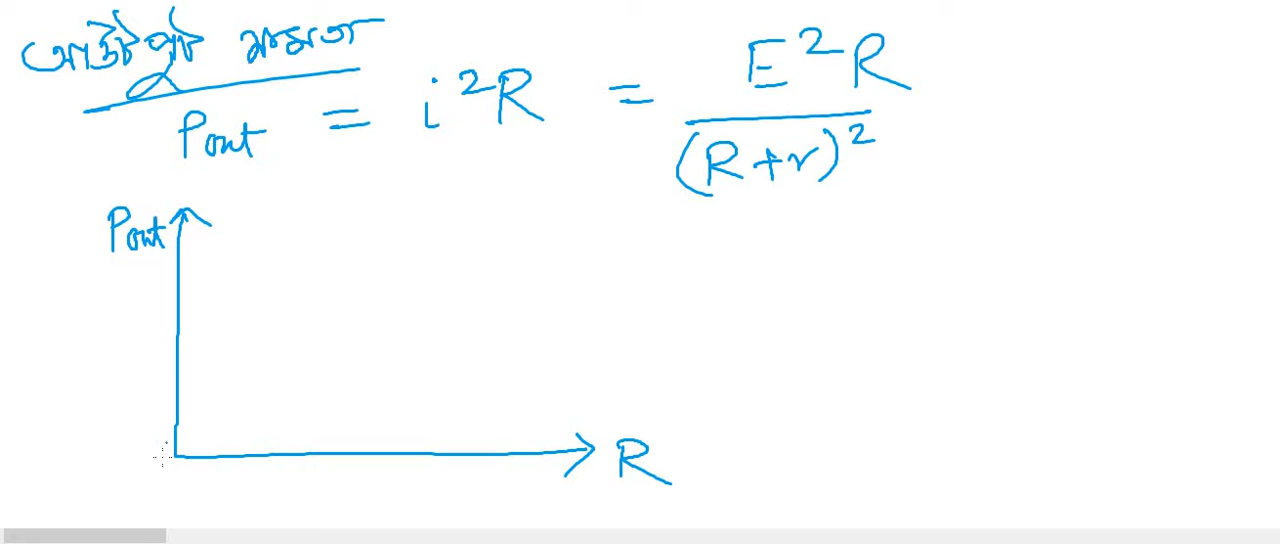 আউটপুট ক্ষমতা
Pout = i²R = E²R / (R+r)²
Pout
R